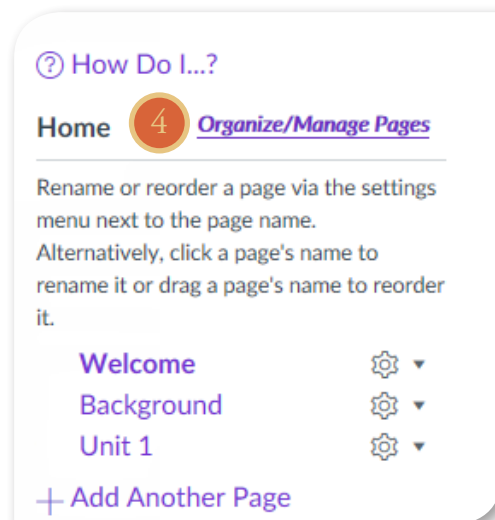 ? How Do I...?
Home 4 Organize/Manage Pages
Rename or reorder a page via the settings
menu next to the page name.
Alternatively, click a page's name to
rename it or drag a page's name to reorder
it.
Welcome
Background
Unit 1
+ Add Another Page